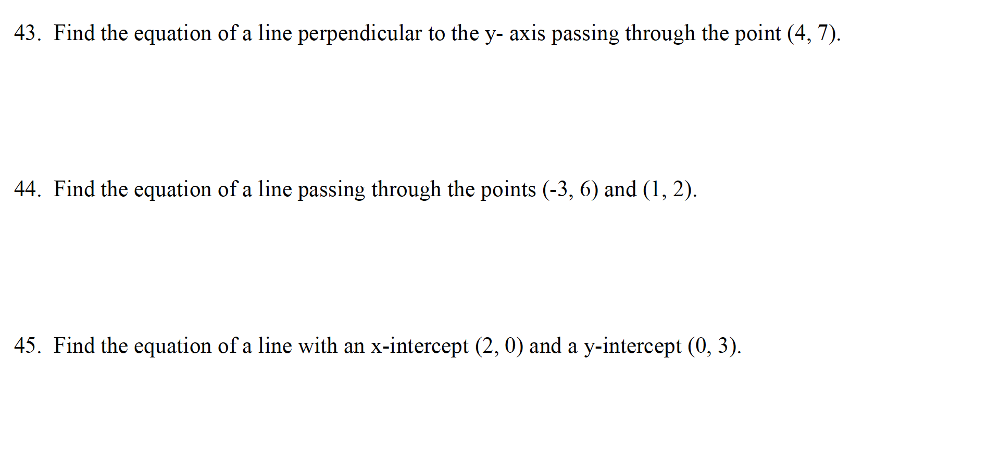 43. Find the equation of a line perpendicular to the y- axis passing through the point (4, 7).
44. Find the equation of a line passing through the points (-3, 6) and (1, 2).
45. Find the equation of a line with an x-intercept (2, 0) and a y-intercept (0, 3).